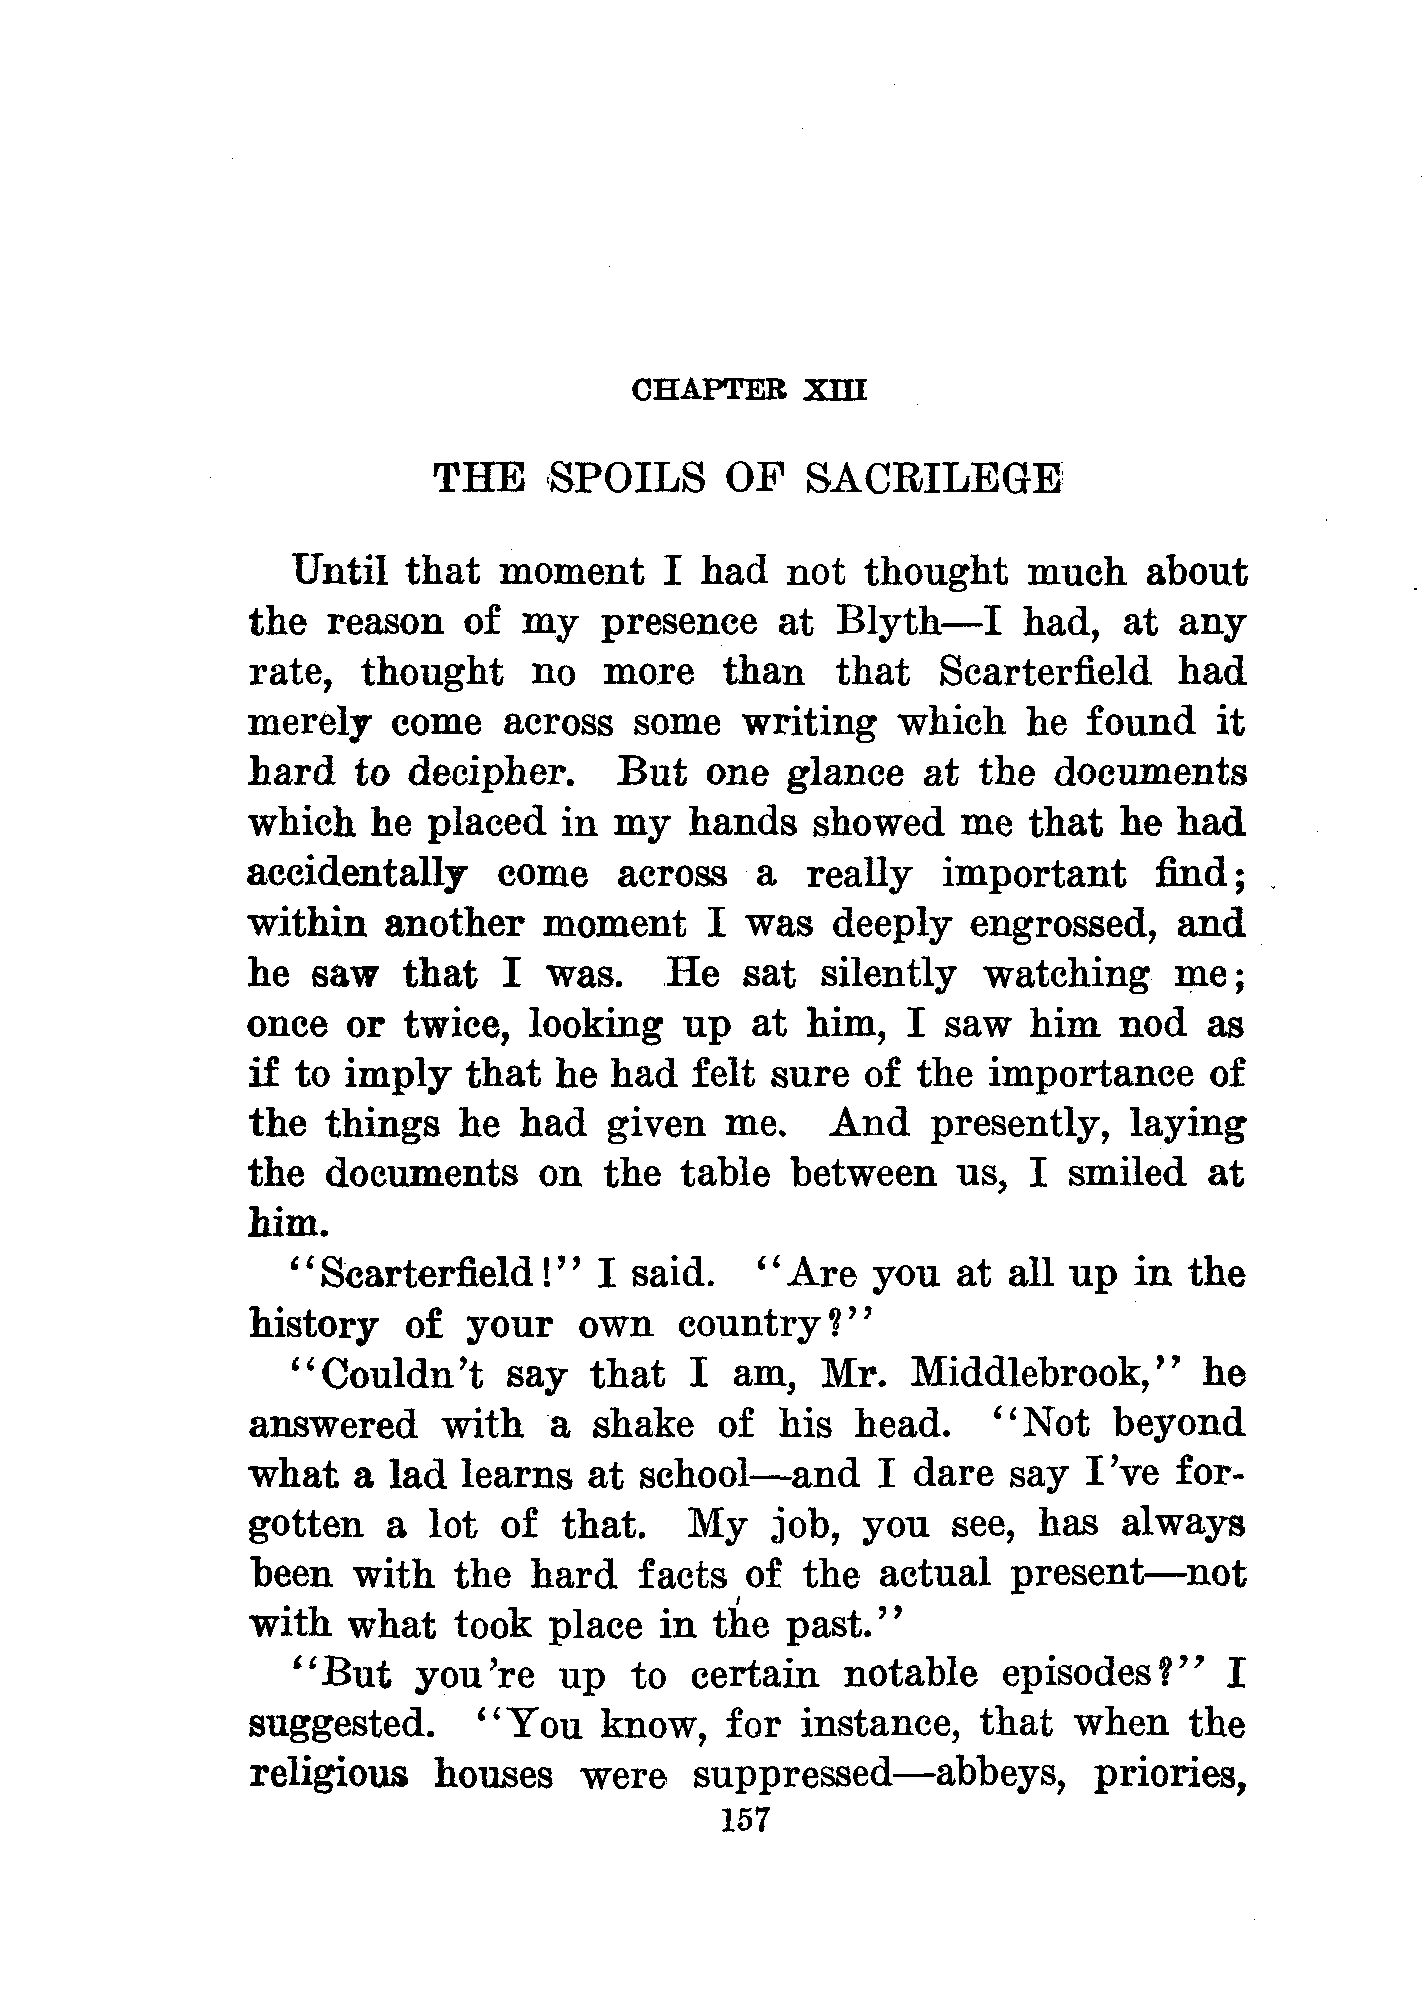 CHAPTER XIII
THE SPOILS OF SACRILEGE
Until that moment I had not thought much about
the reason of my presence at Blyth—I had, at any
rate, thought no more than that Scarterfield had
merely come across some writing which he found it
hard to decipher. But one glance at the documents
which he placed in my hands showed me that he had
accidentally come across a really important find;
within another moment I was deeply engrossed, and
he saw that I was. He sat silently watching me;
once or twice, looking up at him, I saw him nod as
if to imply that he had felt sure of the importance of
the things he had given me. And presently, laying
the documents on the table between us, I smiled at
him.
"Scarterfield!" I said. "Are you at all up in the
history of your own country?"
"Couldn't say that I am, Mr. Middlebrook," he
answered with a shake of his head. "Not beyond
what a lad learns at school—and I dare say I've for-
gotten a lot of that. My job, you see, has always
been with the hard facts of the actual present—not
with what took place in the past."
"But you're up to certain notable episodes?" I
suggested. "You know, for instance, that when the
religious houses were suppressed—abbeys, priories,
157